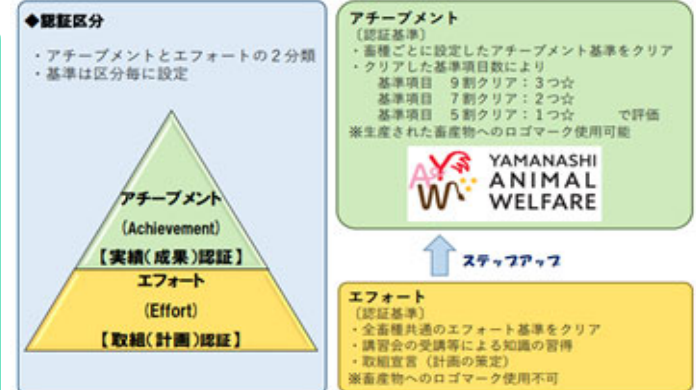 ◆認証区分
・アチーブメントとエフォートの2分類
・基準は区分毎に設定
アチーブメント
(Achievement)
【実績(成果)認証】
エフォート
(Effort)
【取組(計画)認証】
アチーブメント
〔認証基準〕
・畜種ごとに設定したアチーブメント基準をクリア
・クリアした基準項目数により
基準項目 9割クリア：3つ☆
基準項目 7割クリア：2つ☆
基準項目 5割クリア：1つ☆ で評価
※生産された畜産物へのロゴマーク使用可能
AYW
YAMANASHI
ANIMAL
WELFARE
ステップアップ
エフォート
〔認証基準〕
・全畜種共通のエフォート基準をクリア
・講習会の受講等による知識の習得
・取組宣言（計画の策定）
※畜産物へのロゴマーク使用不可